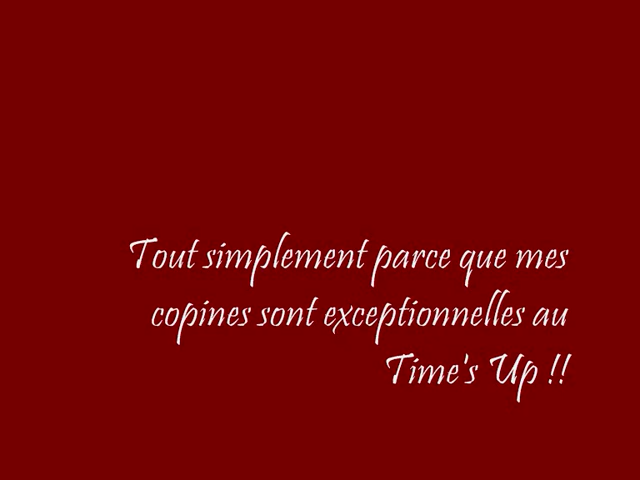 Tout simplement parce que mes
copines sont exceptionnelles au
Time's Up !!